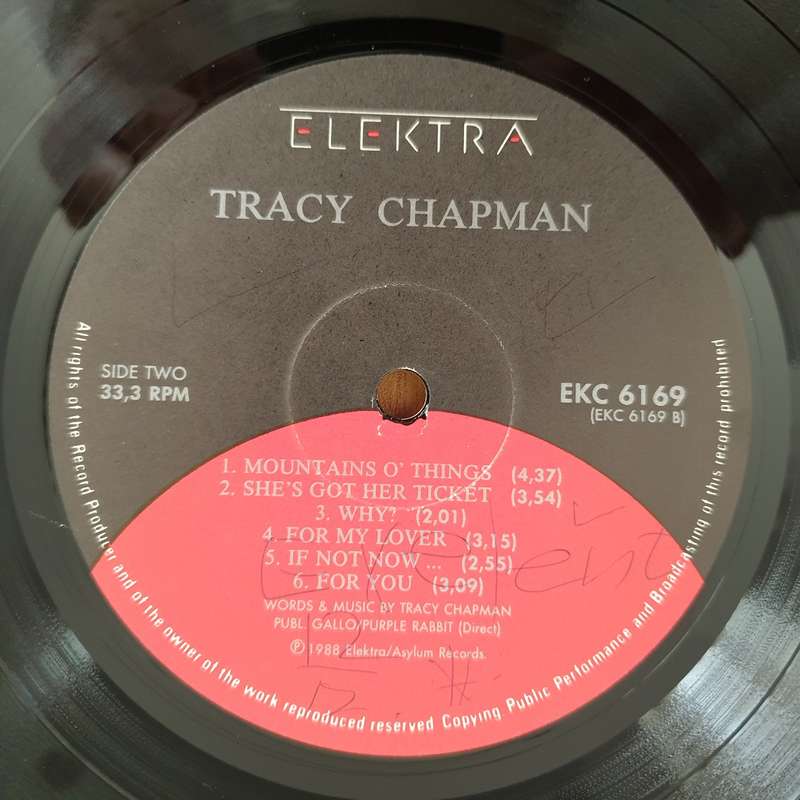 ELEKTRA
TRACY CHAPMAN
SIDE TWO
33,3 RPM
EKC 6169
(EKC 6169 B)
1. MOUNTAINS O' THINGS (4,37)
2. SHE'S GOT HER TICKET (3,54)
3. WHY? (2,01)
4. FOR MY LOVER (3,15)
5. IF NOT NOW ... (2,55)
6. FOR YOU (3,09)
WORDS & MUSIC BY TRACY CHAPMAN
PUBL. GALLO/PURPLE RABBIT (Direct)
Ⓟ 1988 Elektra/Asylum Records.
All rights of the Record Producer and of the owner of the work reproduced reserved Copying Public Performance and Broadcasting of this record prohibited